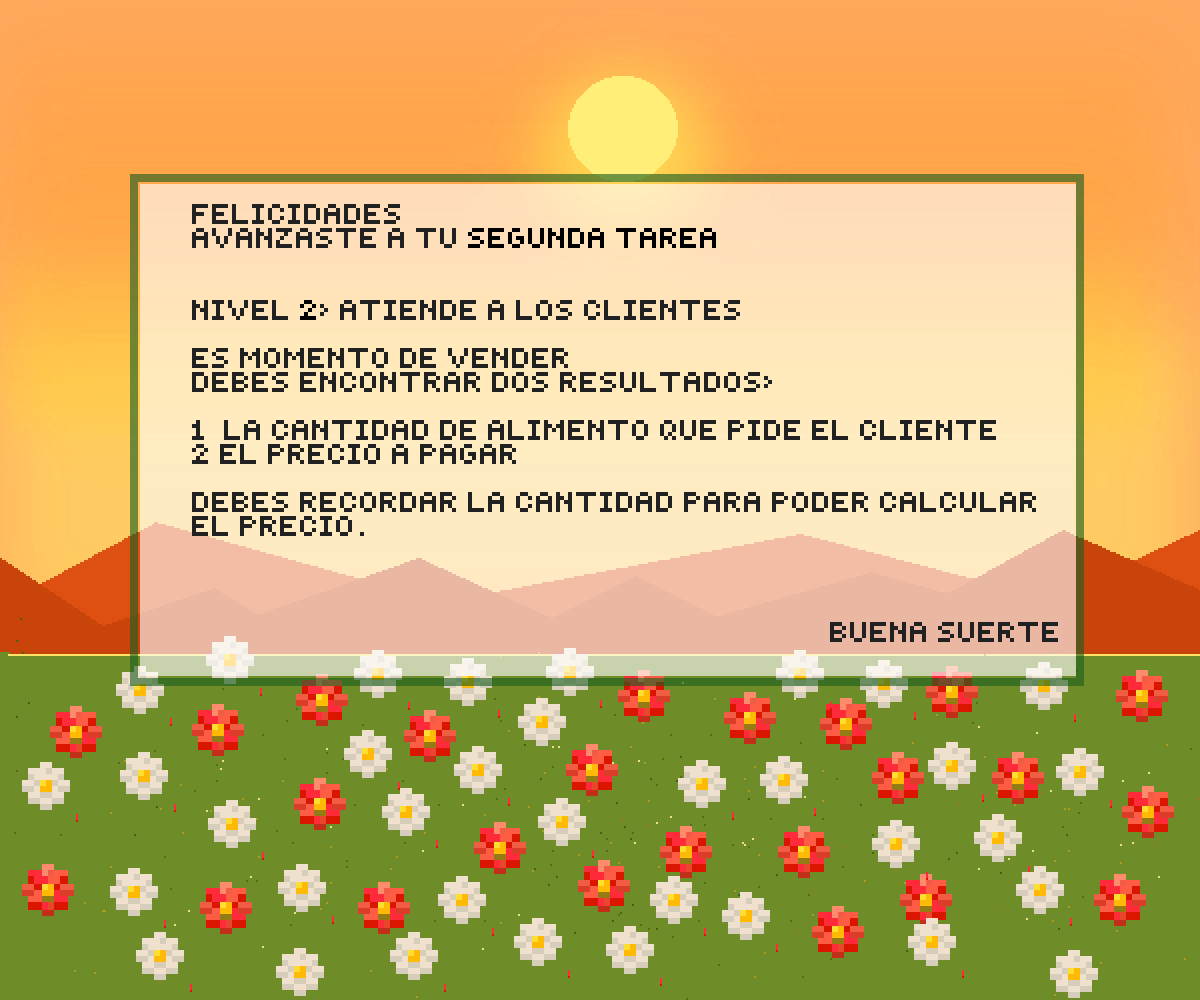 FELICIDADES
AVANZASTE A TU SEGUNDA TAREA
NIVEL 2> ATIENDE A LOS CLIENTES
ES MOMENTO DE VENDER
DEBES ENCONTRAR DOS RESULTADOS>
1 LA CANTIDAD DE ALIMENTO QUE PIDE EL CLIENTE
2 EL PRECIO A PAGAR
DEBES RECORDAR LA CANTIDAD PARA PODER CALCULAR
EL PRECIO.
BUENA SUERTE